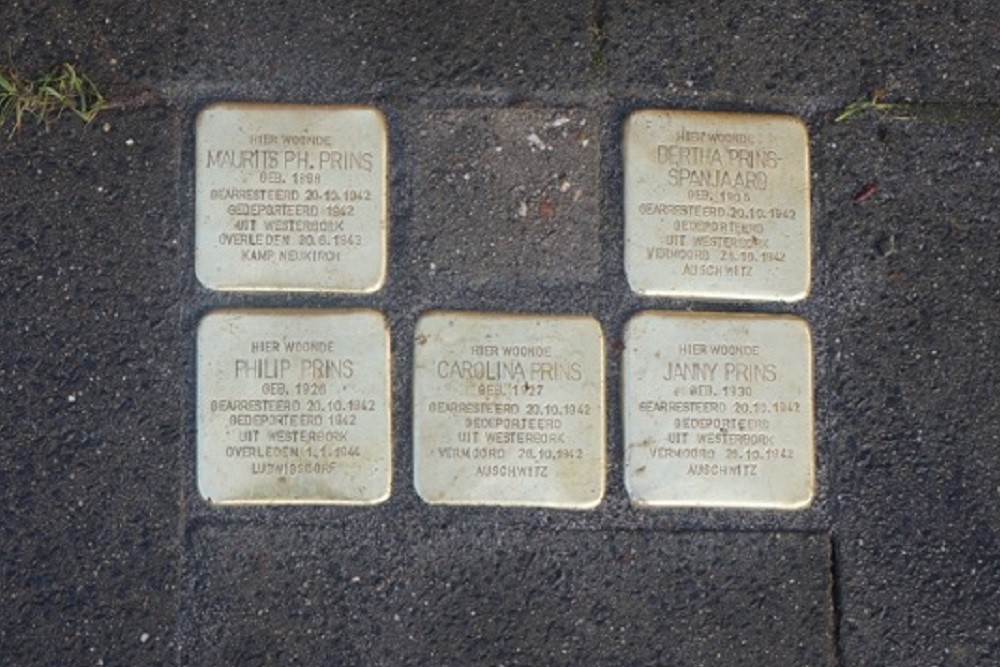 HIER WOONDE
MAURITS PH. PRINS
GEB. 1898
GEARRESTEERD 20-10.1942
GEDEPORTEERD 1942
UIT WESTERBORK
OVERLEDEN 30.6.1943
KAMP NEUKIRCH
HIER WOONDE
BERTHA PRINS-
SPANJAARD
GEB.
GEARRESTEERD 20.10.1942
GEDEPORTEERD
UIT WESTERBORK
VERMOORD 26.10.1942
AUSCHWITZ
HIER WOONDE
PHILIP PRINS
GEB. 1926
GEARRESTEERD 20.10.1942
GEDEPORTEERD 1942
UIT WESTERBORK
OVERLEDEN 1.1.1944
LUDWIGSDORF
HIER WOONDE
CAROLINA PRINS
GEB. 1927
GEARRESTEERD 20.10.1942
GEDEPORTEERD
UIT WESTERBORK
VERMOORD 26.10.1942
AUSCHWITZ
HIER WOONDE
JANNY PRINS
GEB. 1930
GEARRESTEERD 20.10.1942
GEDEPORTEERD
UIT WESTERBORK
VERMOORD 26.10.1942
AUSCHWITZ